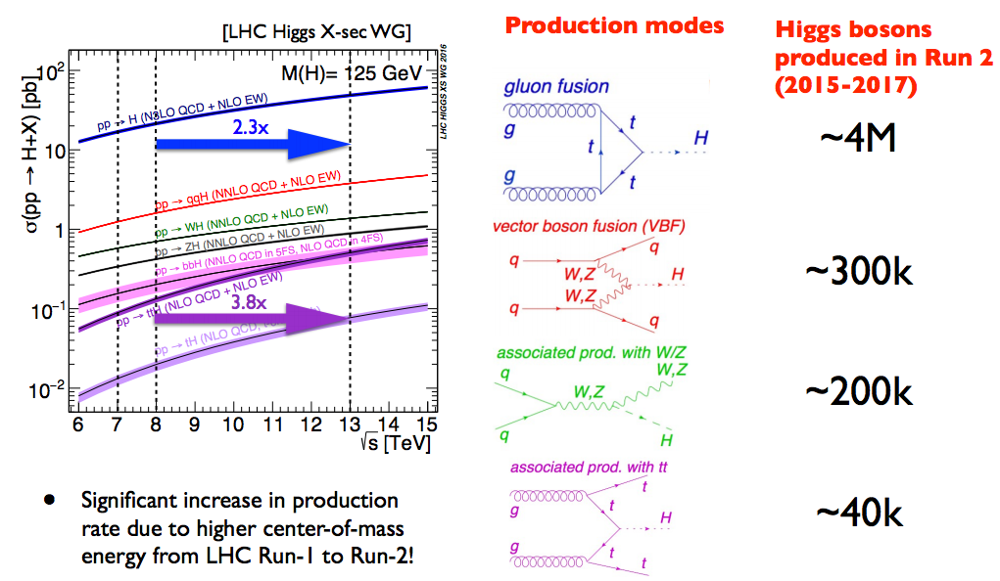 [LHC Higgs X-sec WG]
σ(pp → H+X) [pb]
M(H)= 125 GeV
LHC HIGGS XS WG 2016
pp → H (N3LO QCD + NLO EW)
2.3x
pp → qqH (NNLO QCD + NLO EW)
pp → WH (NNLO QCD + NLO EW)
pp → ZH (NNLO QCD + NLO EW)
pp → bbH (NNLO QCD in 5FS, NLO QCD in 4FS)
pp → ttH (NLO QCD + NLO EW)
3.8x
pp → tH (NLO QCD,
10²
10
1
10⁻¹
10⁻²
6 7 8 9 10 11 12 13 14 15
√s [TeV]
● Significant increase in production
rate due to higher center-of-mass
energy from LHC Run-1 to Run-2!
Production modes
gluon fusion
g
t
t
H
g
t
vector boson fusion (VBF)
q
q
W,Z
H
W,Z
q
q
associated prod. with W/Z
q
W,Z
W,Z
q
H
associated prod. with tt
t
g
t
H
g
t
t
Higgs bosons
produced in Run 2
(2015-2017)
~4M
~300k
~200k
~40k